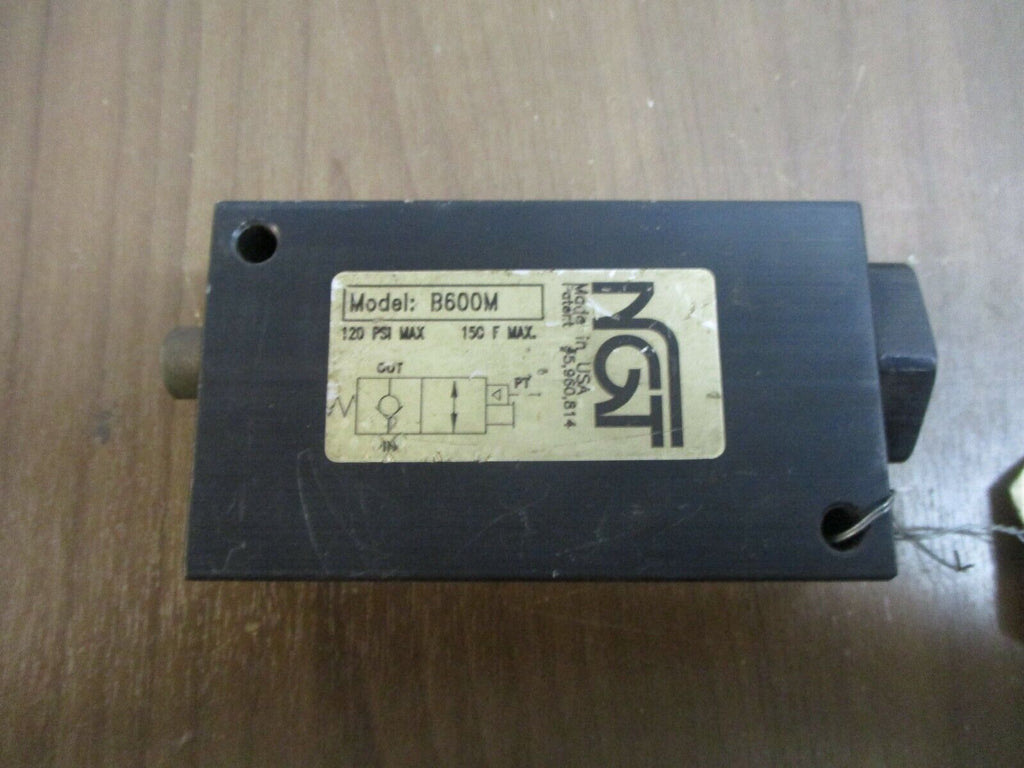 Model: B600M
120 PSI MAX 150 F MAX.
OUT
PT
IN
Made in USA
Patent #5,960,814
NGT